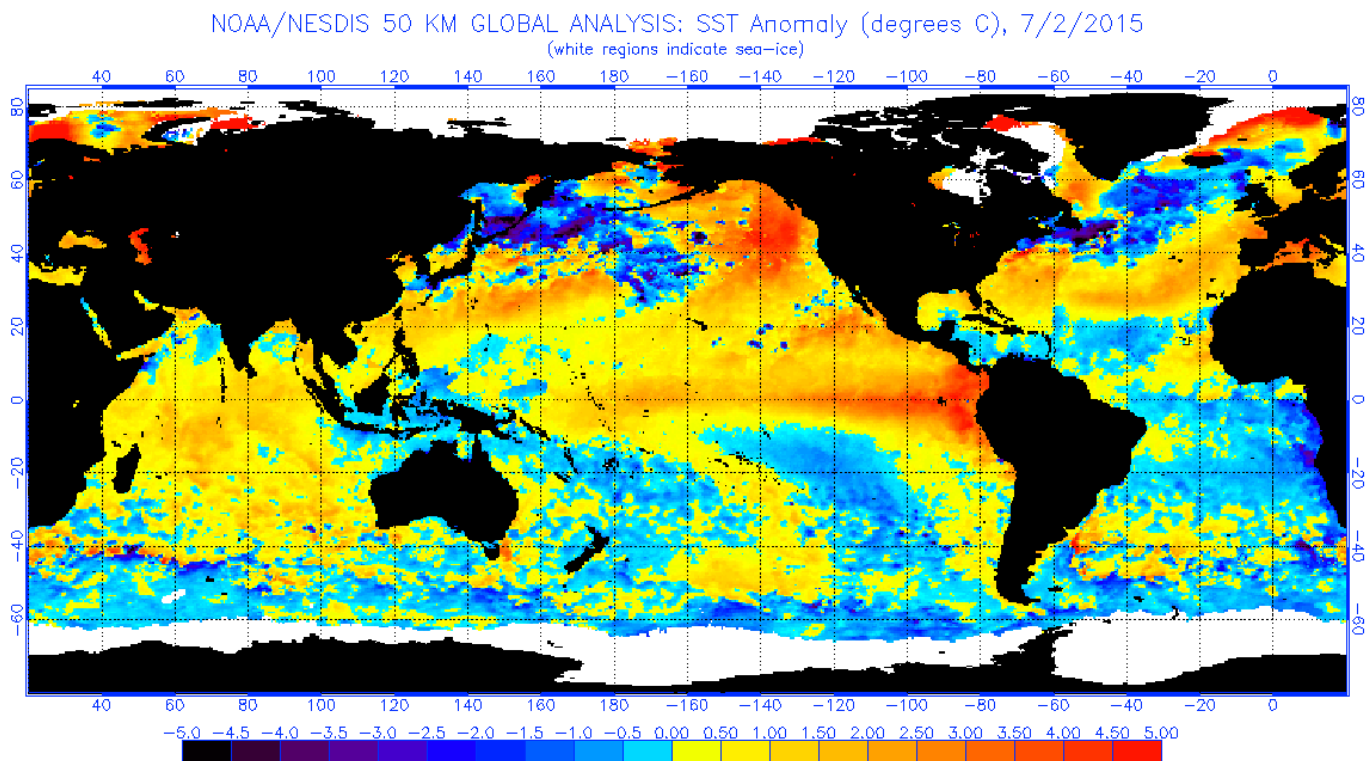 NOAA/NESDIS 50 KM GLOBAL ANALYSIS: SST Anomaly (degrees C), 7/2/2015
(white regions indicate sea-ice)
40 60 80 100 120 140 160 180 -160 -140 -120 -100 -80 -60 -40 -20 0
80 80
60 60
40 40
20 20
0 0
-20 -20
-40 -40
-60 -60
40 60 80 100 120 140 160 180 -160 -140 -120 -100 -80 -60 -40 -20 0
-5.0 -4.5 -4.0 -3.5 -3.0 -2.5 -2.0 -1.5 -1.0 -0.5 0.00 0.50 1.00 1.50 2.00 2.50 3.00 3.50 4.00 4.50 5.00